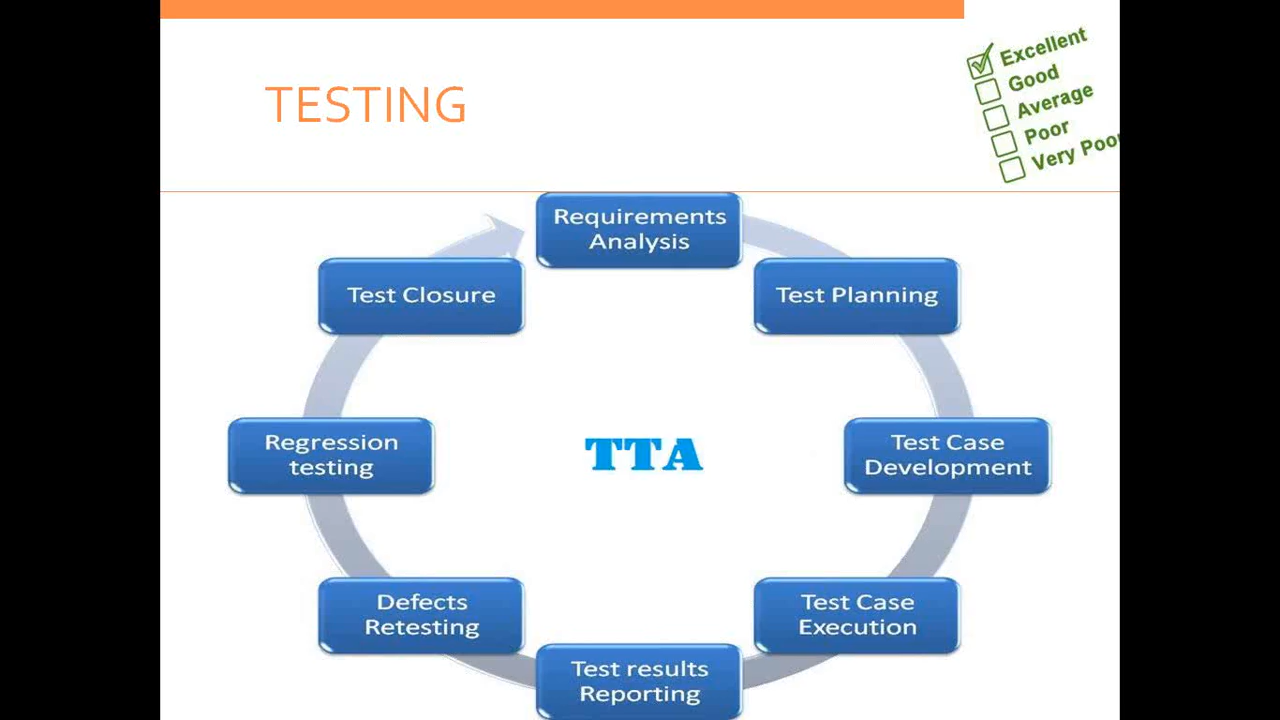 TESTING
Excellent
Good
Average
Poor
Very Poor
Requirements
Analysis
Test Planning
Test Case
Development
Test Case
Execution
Test results
Reporting
Defects
Retesting
Regression
testing
Test Closure
TTA